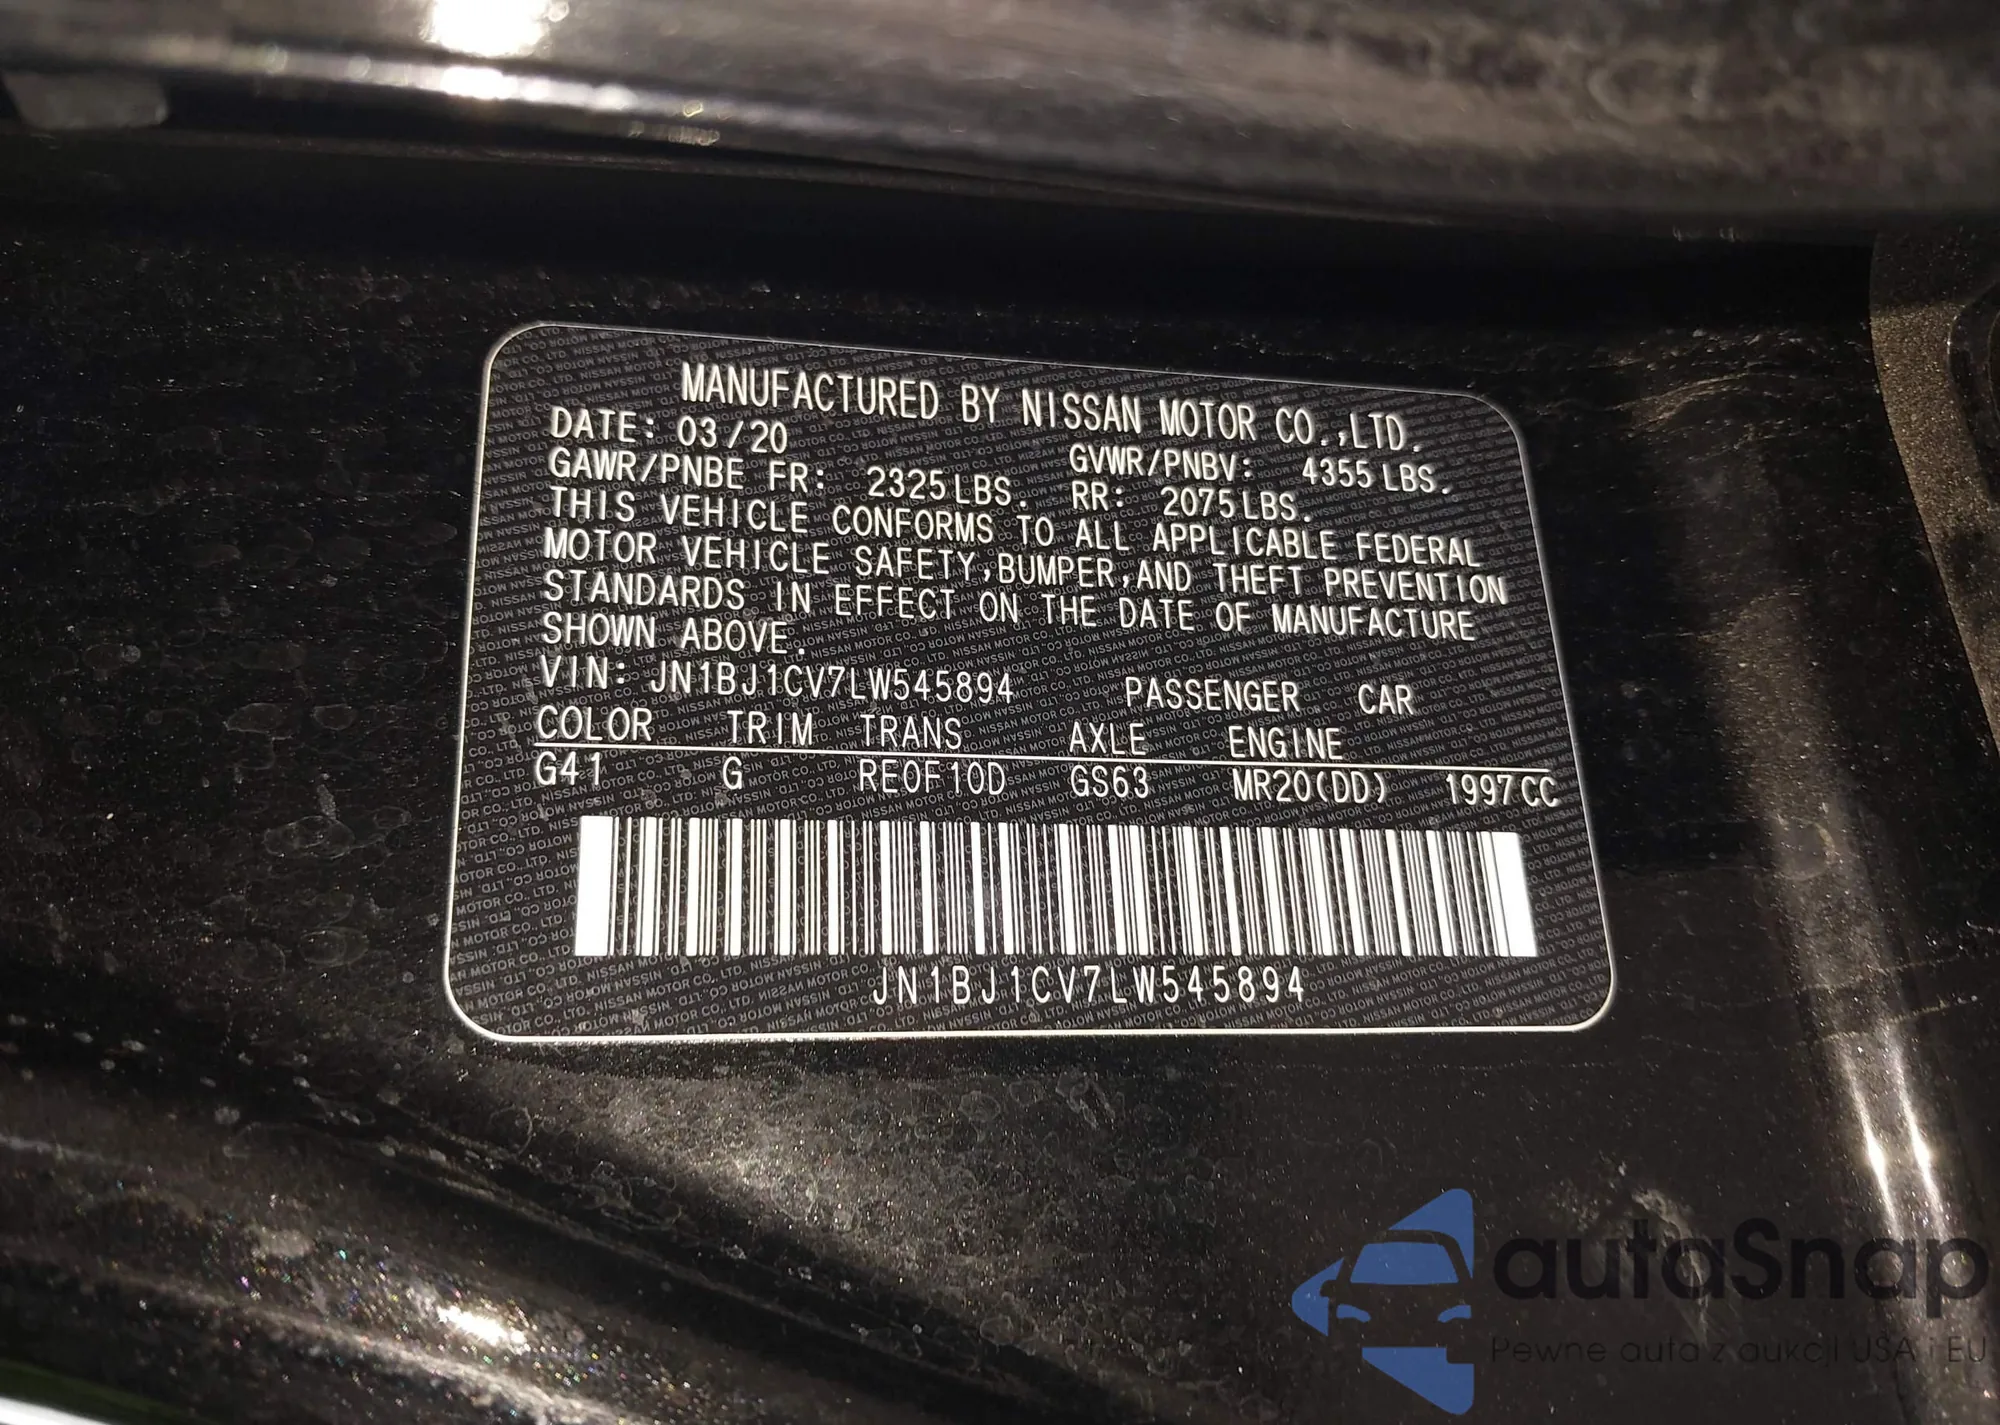 MANUFACTURED BY NISSAN MOTOR CO.,LTD.
DATE: 03/20
GVWR/PNBV: 4355 LBS.
GAWR/PNBE FR: 2325 LBS. RR: 2075 LBS.
THIS VEHICLE CONFORMS TO ALL APPLICABLE FEDERAL
MOTOR VEHICLE SAFETY,BUMPER,AND THEFT PREVENTION
STANDARDS IN EFFECT ON THE DATE OF MANUFACTURE
SHOWN ABOVE.
VIN: JN1BJ1CV7LW545894 PASSENGER CAR
COLOR TRIM TRANS AXLE ENGINE
G41 G RE0F10D GS63 MR20(DD) 1997CC
JN1BJ1CV7LW545894
autaSnap
Pewne auta z aukcji USA i EU